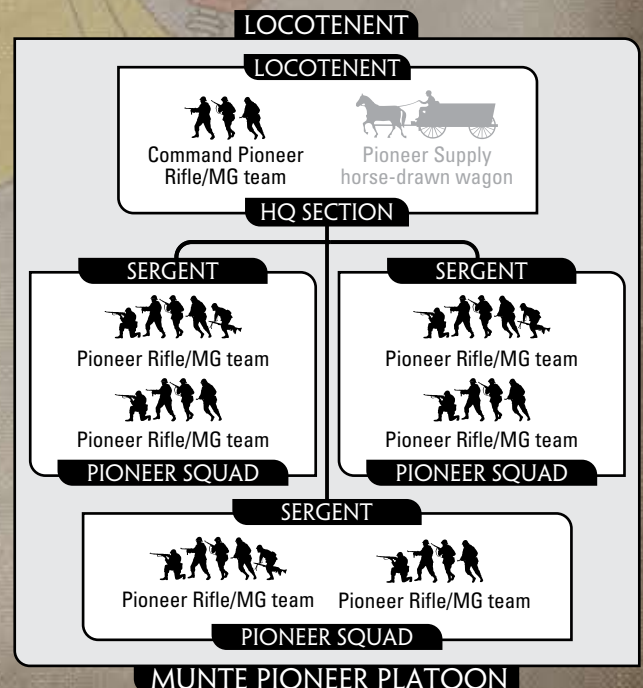 LOCOTENENT
LOCOTENENT
Command Pioneer
Rifle/MG team
Pioneer Supply
horse-drawn wagon
HQ SECTION
SERGENT
Pioneer Rifle/MG team
Pioneer Rifle/MG team
PIONEER SQUAD
SERGENT
Pioneer Rifle/MG team
Pioneer Rifle/MG team
PIONEER SQUAD
SERGENT
Pioneer Rifle/MG team
Pioneer Rifle/MG team
PIONEER SQUAD
MUNTE PIONEER PLATOON